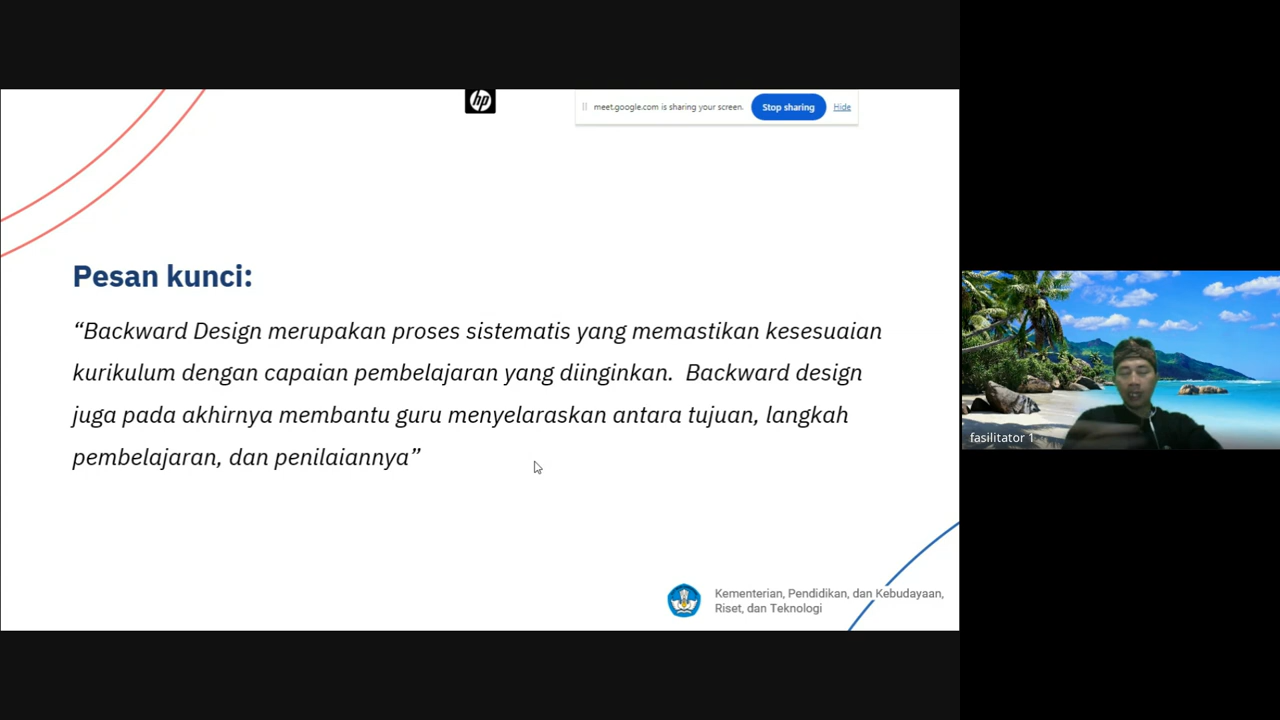 hp
meet.google.com is sharing your screen. Stop sharing Hide
Pesan kunci:
“Backward Design merupakan proses sistematis yang memastikan kesesuaian
kurikulum dengan capaian pembelajaran yang diinginkan. Backward design
juga pada akhirnya membantu guru menyelaraskan antara tujuan, langkah
pembelajaran, dan penilaiannya”
fasilitator 1
Kementerian, Pendidikan, dan Kebudayaan,
Riset, dan Teknologi